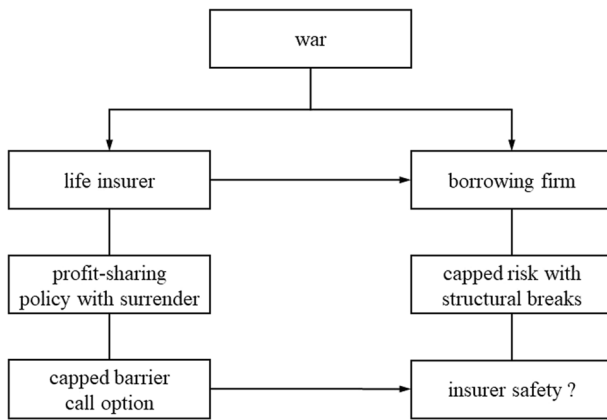 war
life insurer
borrowing firm
profit-sharing
policy with surrender
capped risk with
structural breaks
capped barrier
call option
insurer safety ?